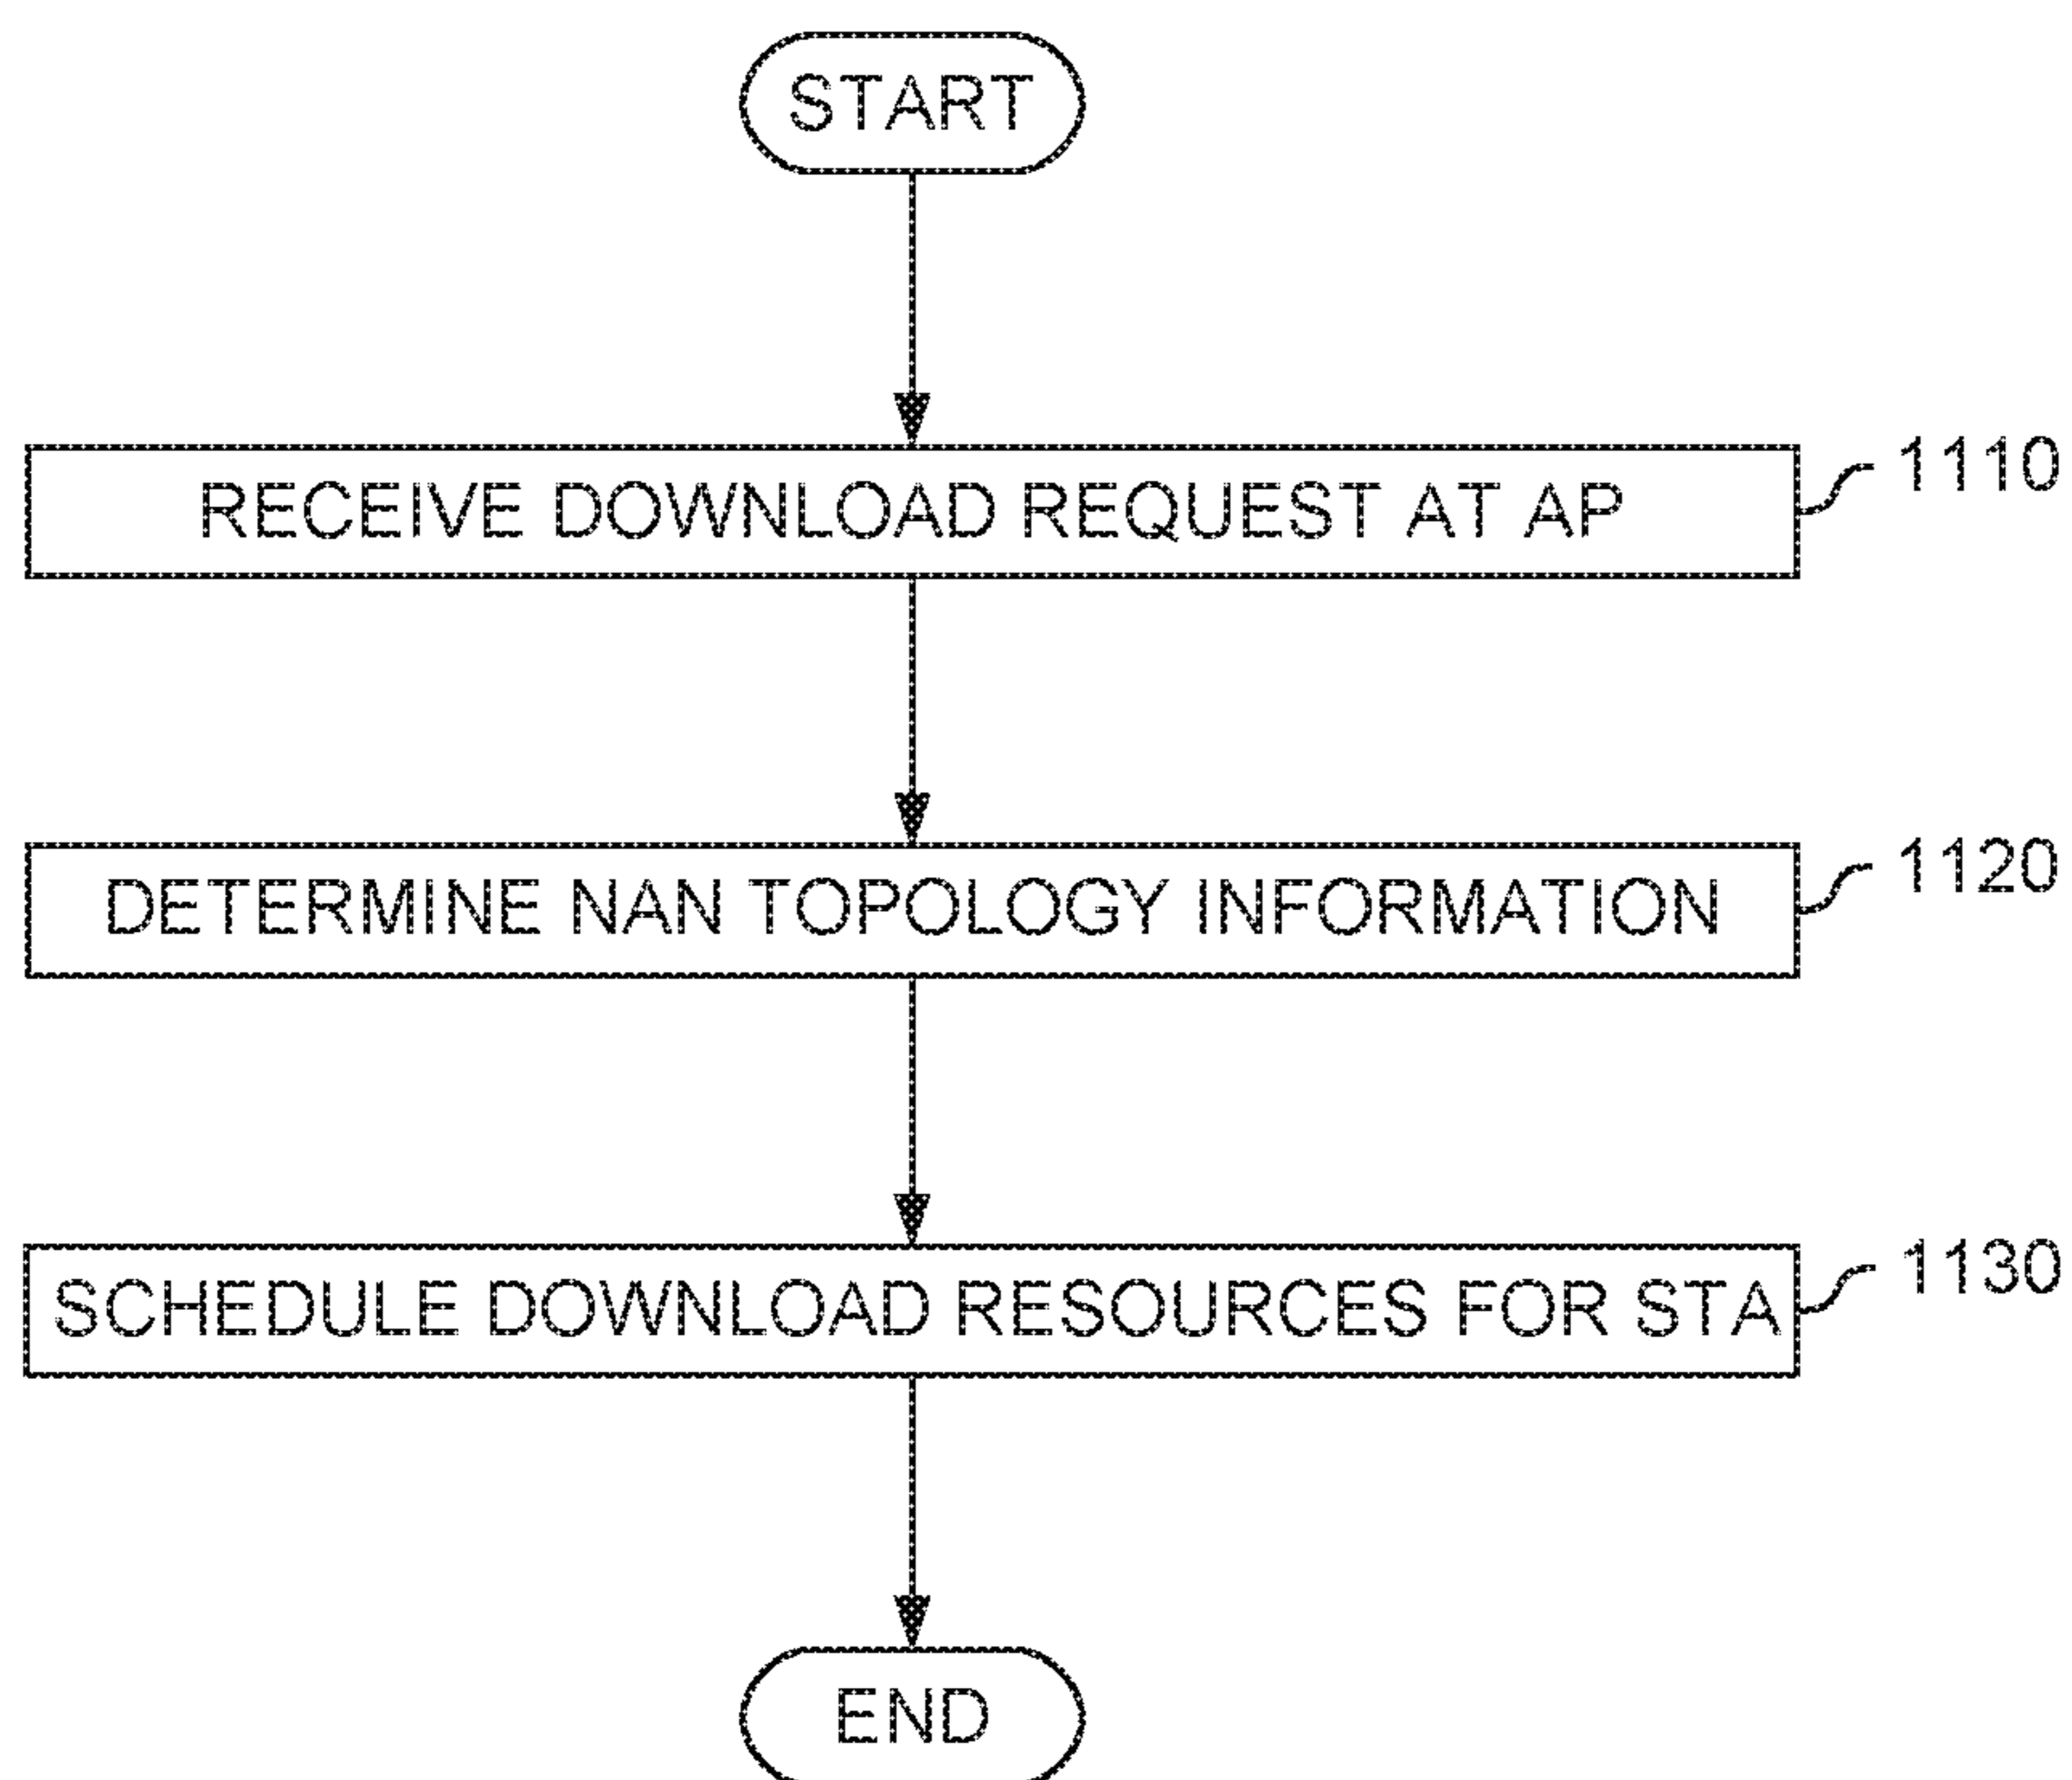 START
RECEIVE DOWNLOAD REQUEST AT AP
1110
DETERMINE NAN TOPOLOGY INFORMATION
1120
SCHEDULE DOWNLOAD RESOURCES FOR STA
1130
END